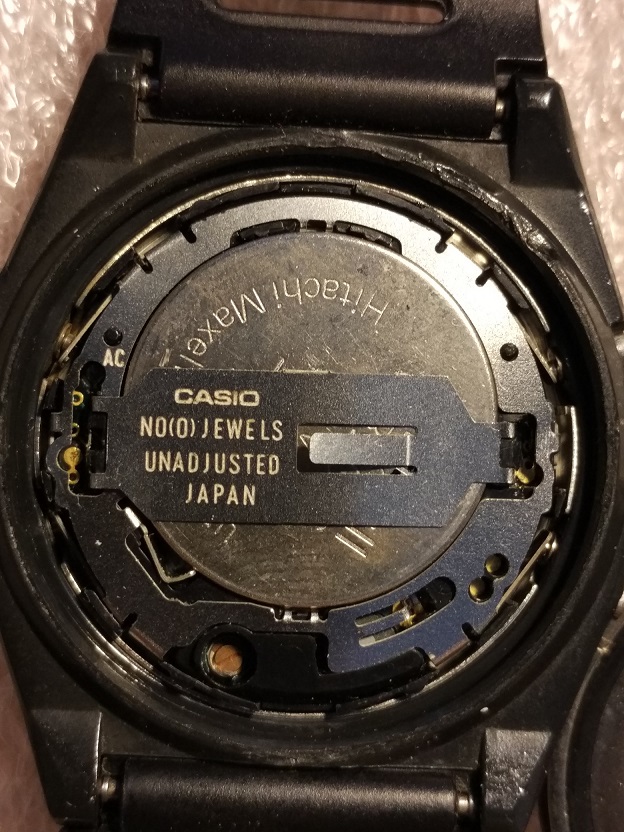 Hitachi Maxell
AC
CASIO
NO(0) JEWELS
UNADJUSTED
JAPAN